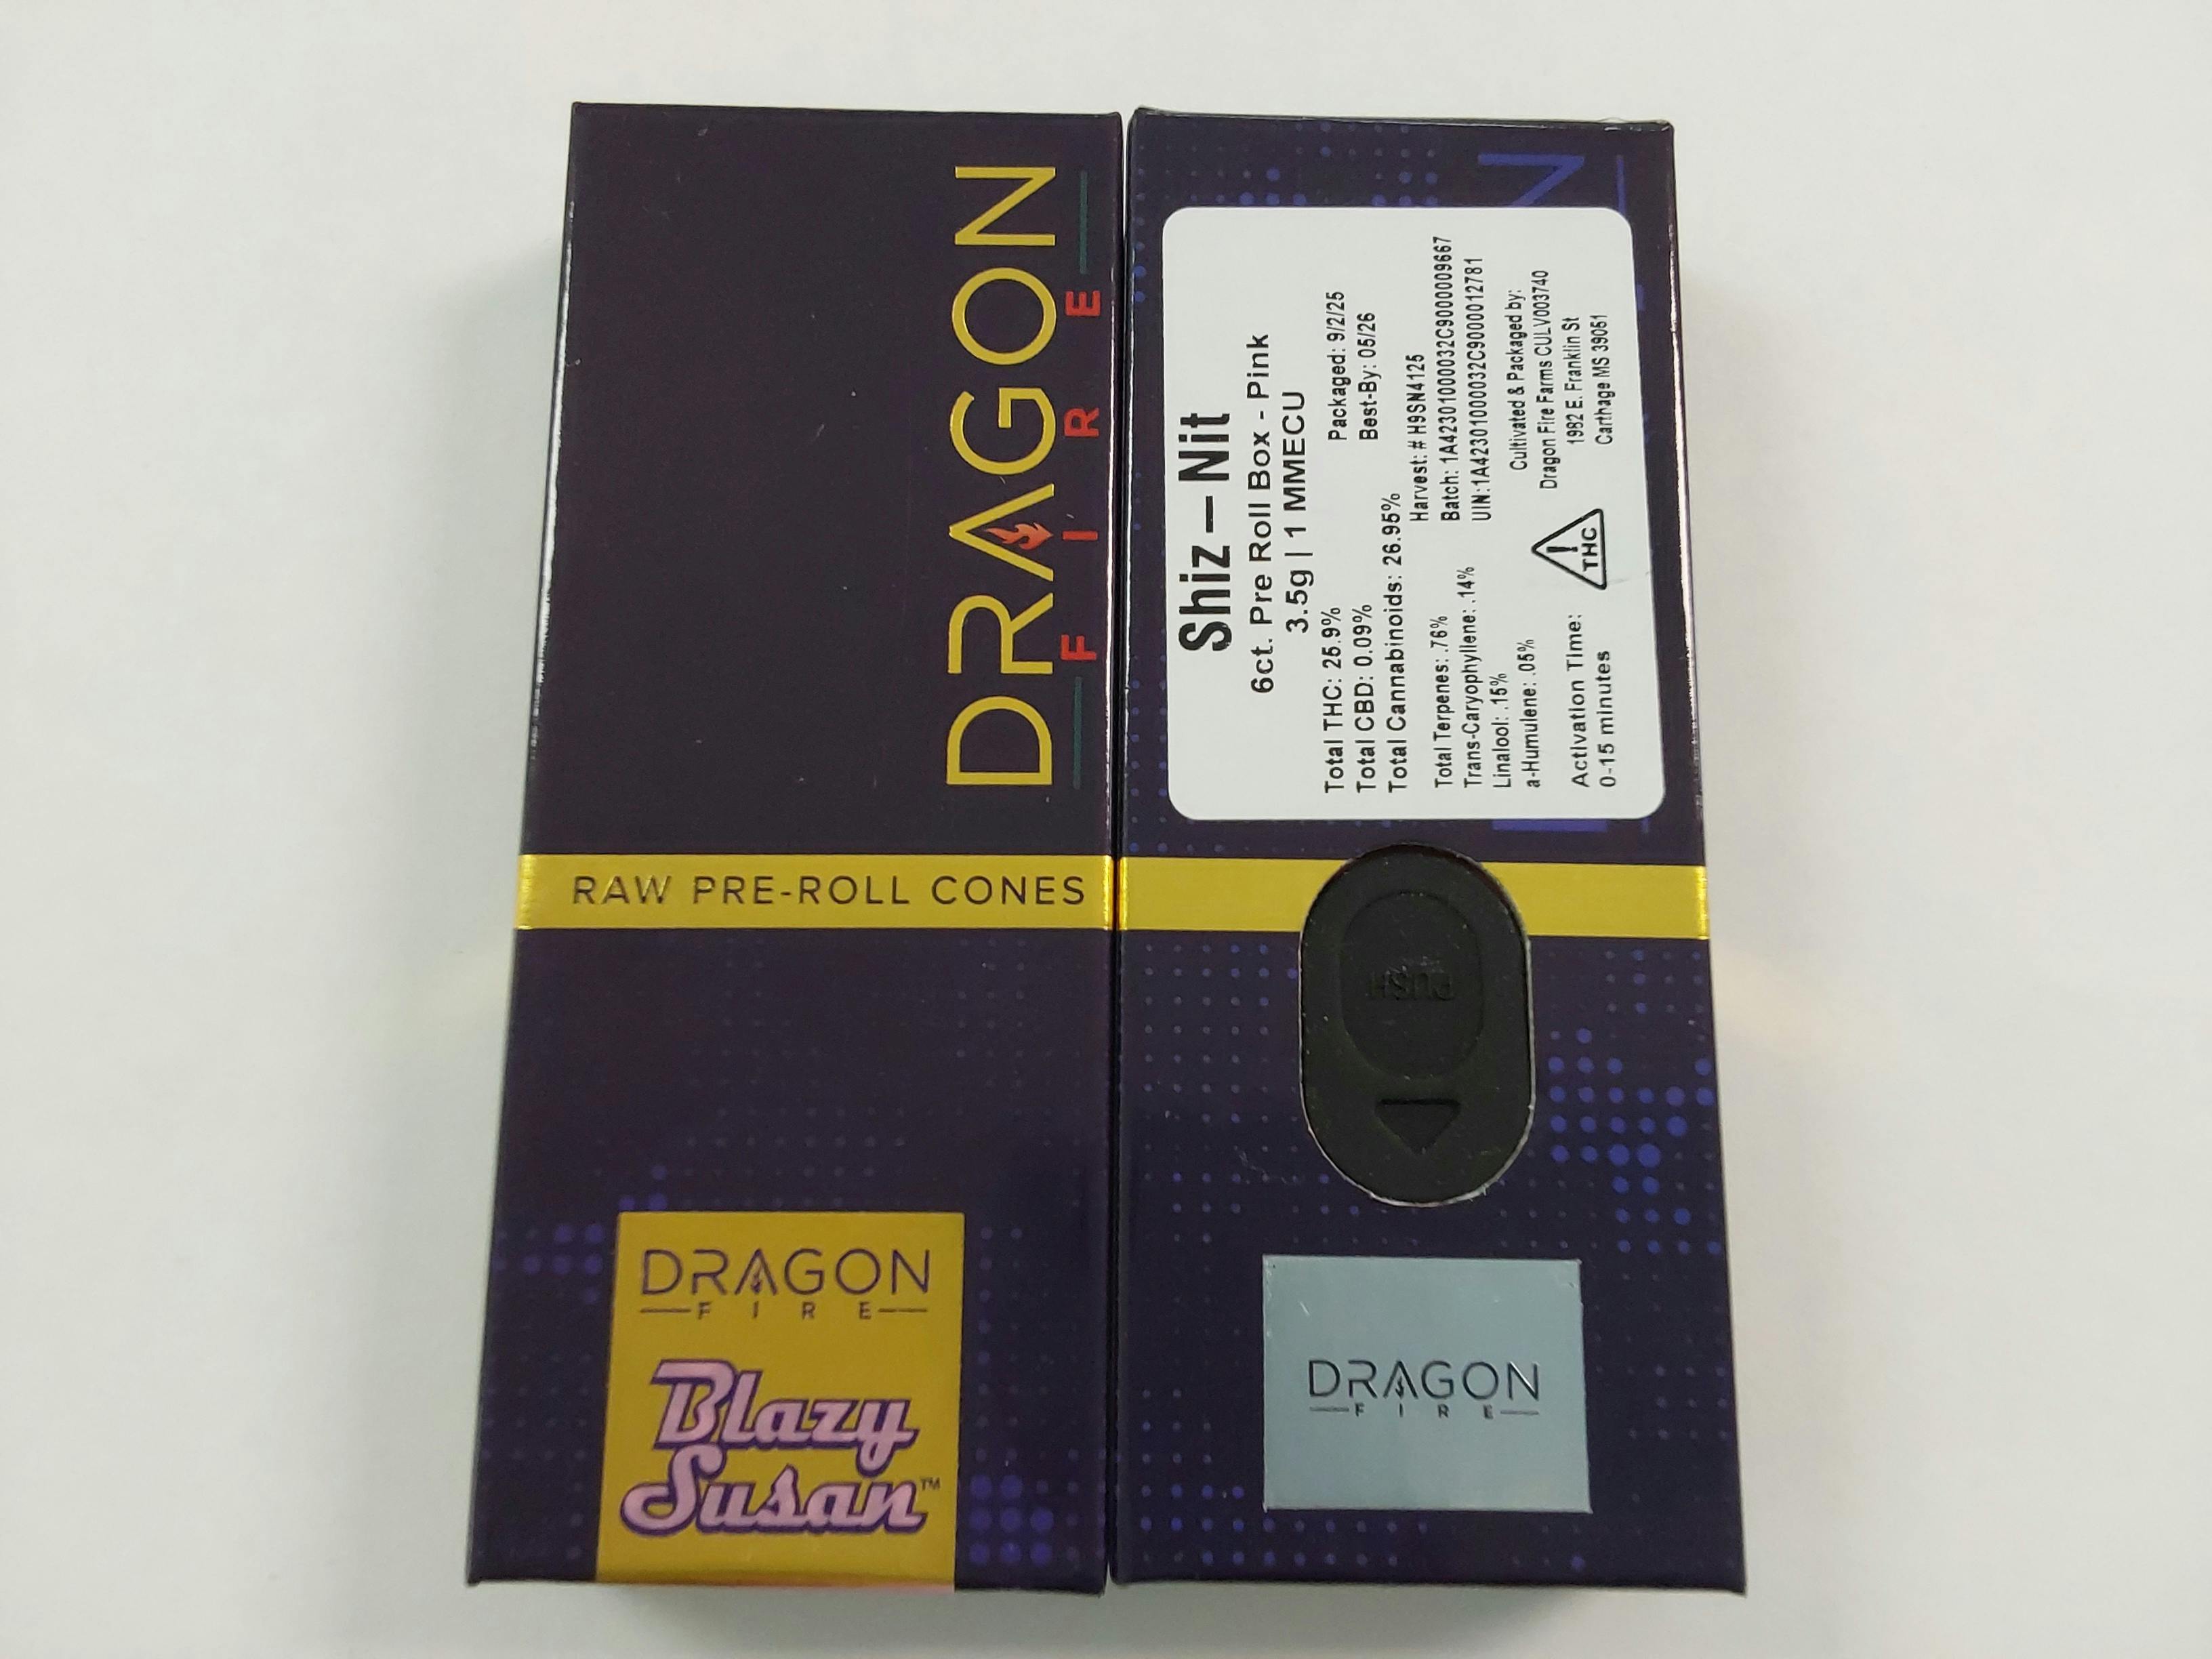 DRAGON
FIRE
RAW PRE-ROLL CONES
DRAGON
FIRE
Blazy
Susan™
Shiz-Nit
6ct. Pre Roll Box - Pink
3.5g | 1 MMECU
Total THC: 25.9%
Total CBD: 0.09%
Total Cannabinoids: 26.95%
Total Terpenes: .76%
Trans-Caryophyllene: .14%
Linalool: .15%
a-Humulene: .05%
Activation Time:
0-15 minutes
Packaged: 9/2/25
Best-By: 05/26
Harvest: # H9SN4125
Batch: 1A4230100032C9000009667
UIN:1A4230100032C9000012781
Cultivated & Packaged by:
Dragon Fire Farms CULV003740
1982 E. Franklin St
Carthage MS 39051
! THC
N
PUSH
DRAGON
FIRE